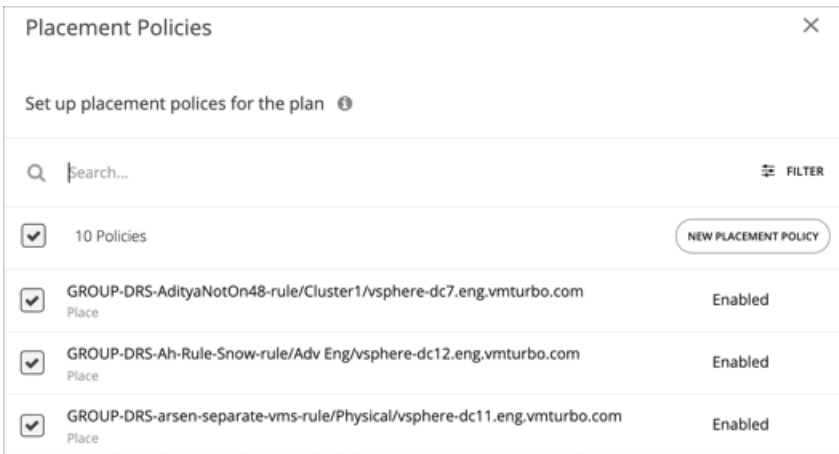 Placement Policies
Set up placement polices for the plan
Search... FILTER
10 Policies NEW PLACEMENT POLICY
GROUP-DRS-AdityaNotOn48-rule/Cluster1/vsphere-dc7.eng.vmturbo.com Enabled
Place
GROUP-DRS-Ah-Rule-Snow-rule/Adv Eng/vsphere-dc12.eng.vmturbo.com Enabled
Place
GROUP-DRS-arsen-separate-vms-rule/Physical/vsphere-dc11.eng.vmturbo.com Enabled
Place